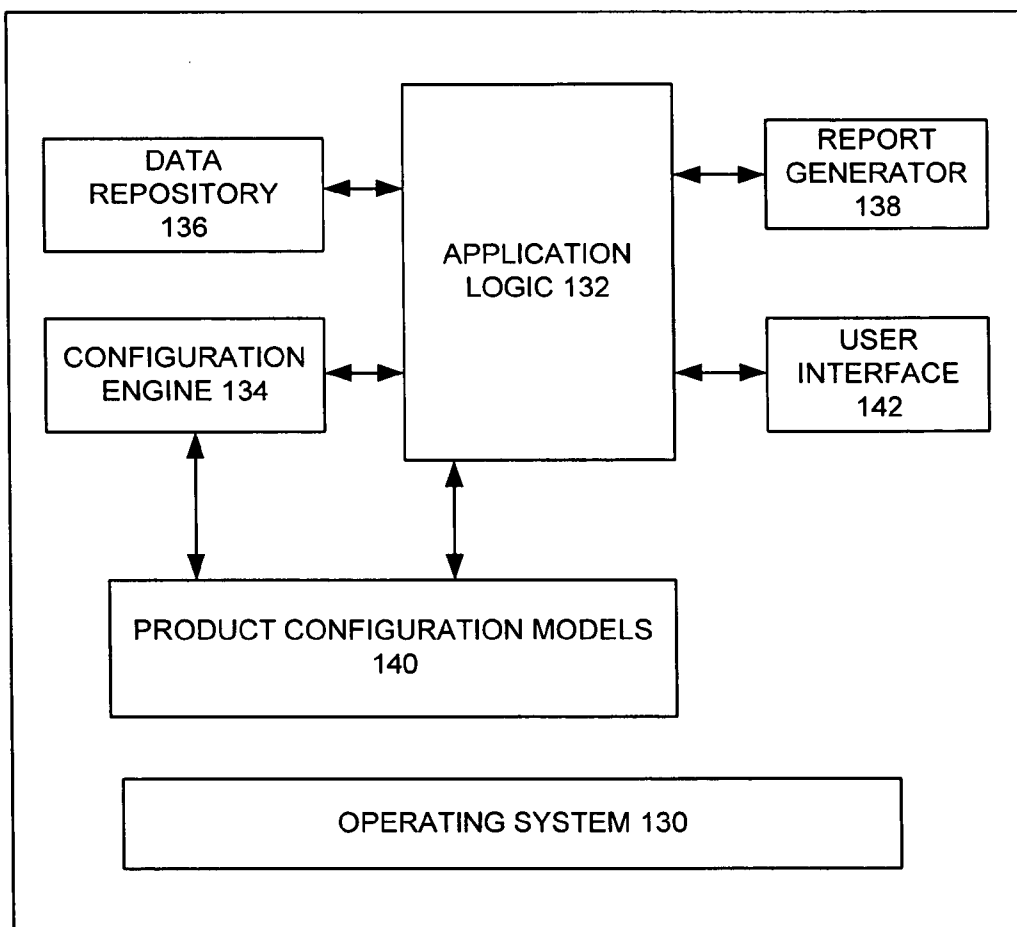 DATA
REPOSITORY
136
APPLICATION
LOGIC 132
REPORT
GENERATOR
138
CONFIGURATION
ENGINE 134
USER
INTERFACE
142
PRODUCT CONFIGURATION MODELS
140
OPERATING SYSTEM 130